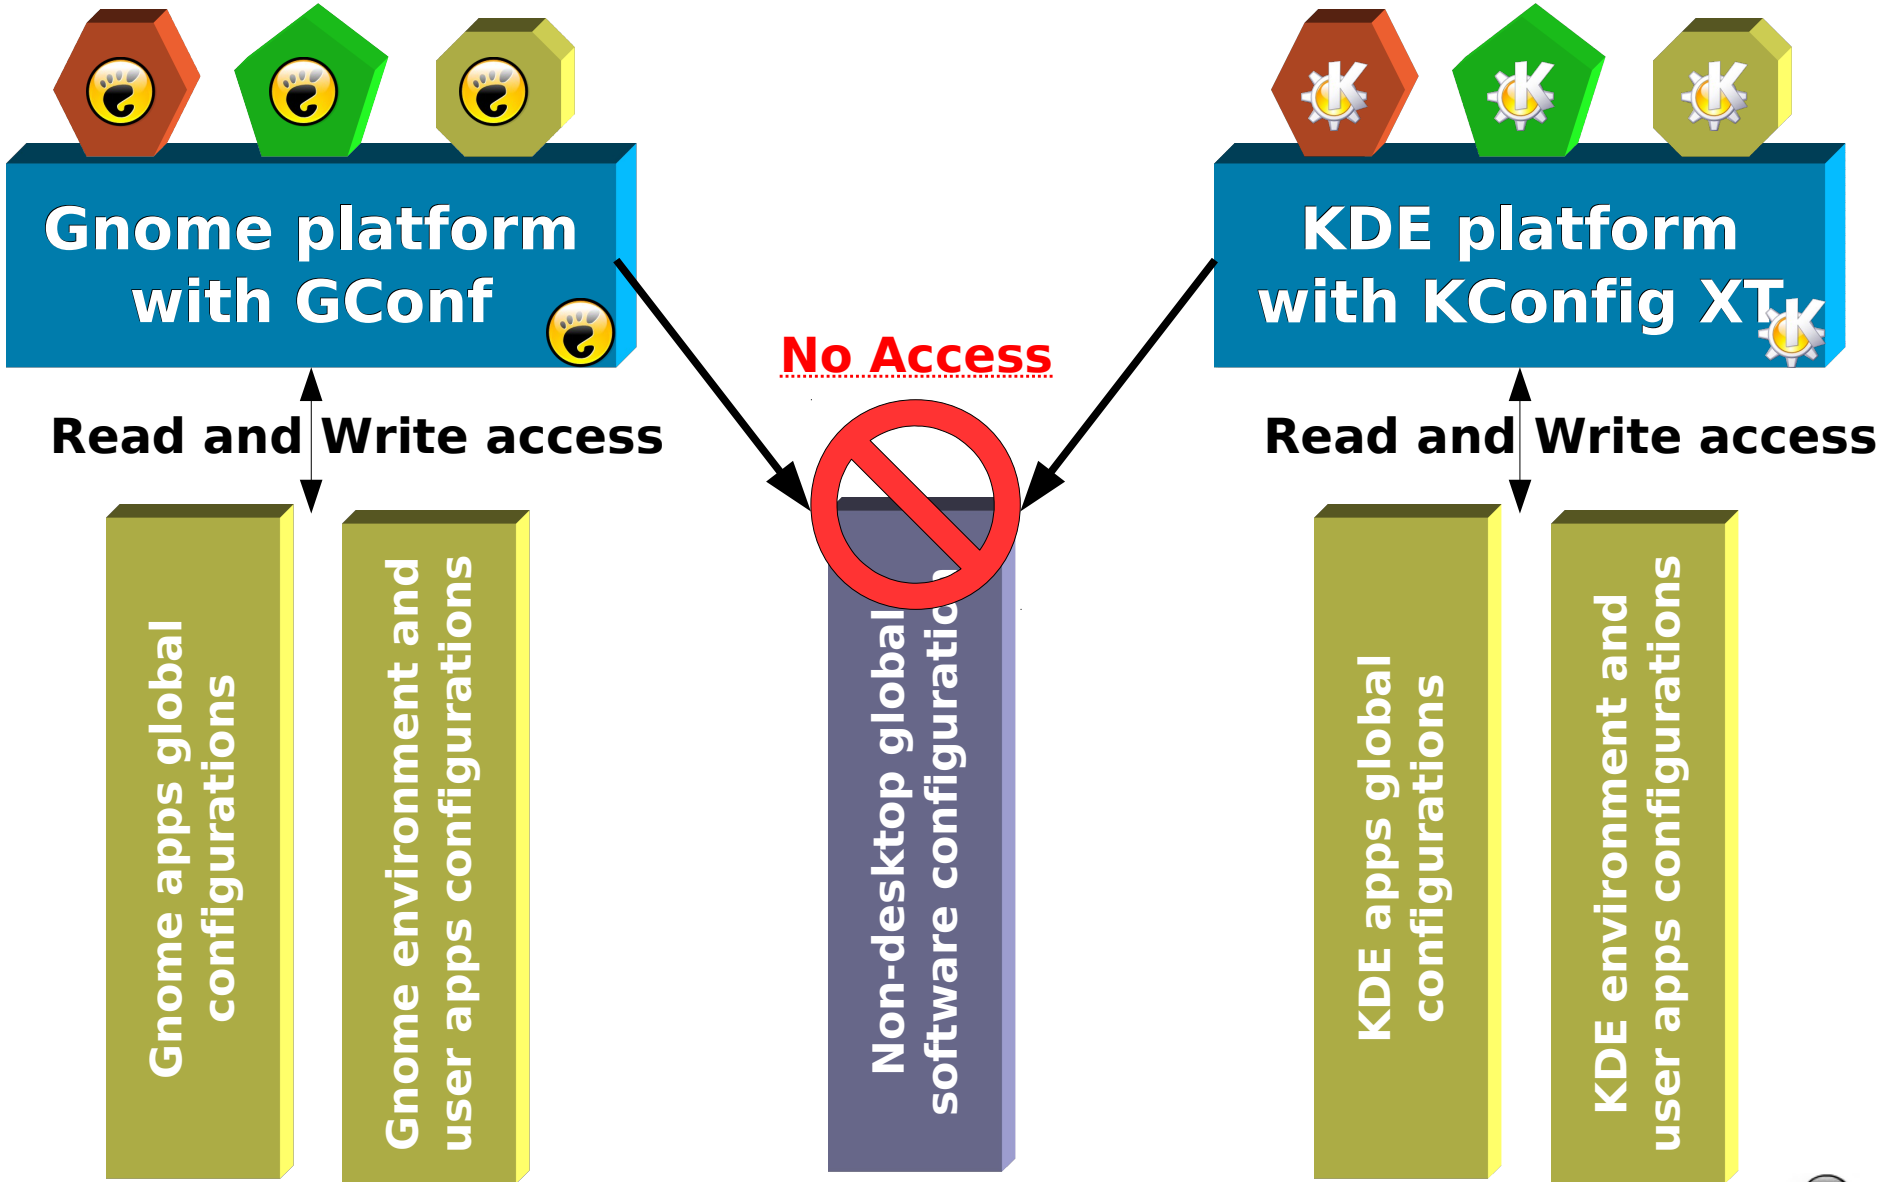 Gnome platform
with GConf
KDE platform
with KConfig XT
No Access
Read and Write access
Read and Write access
Gnome apps global
configurations
Gnome environment and
user apps configurations
Non-desktop global
software configuration
KDE apps global
configurations
KDE environment and
user apps configurations